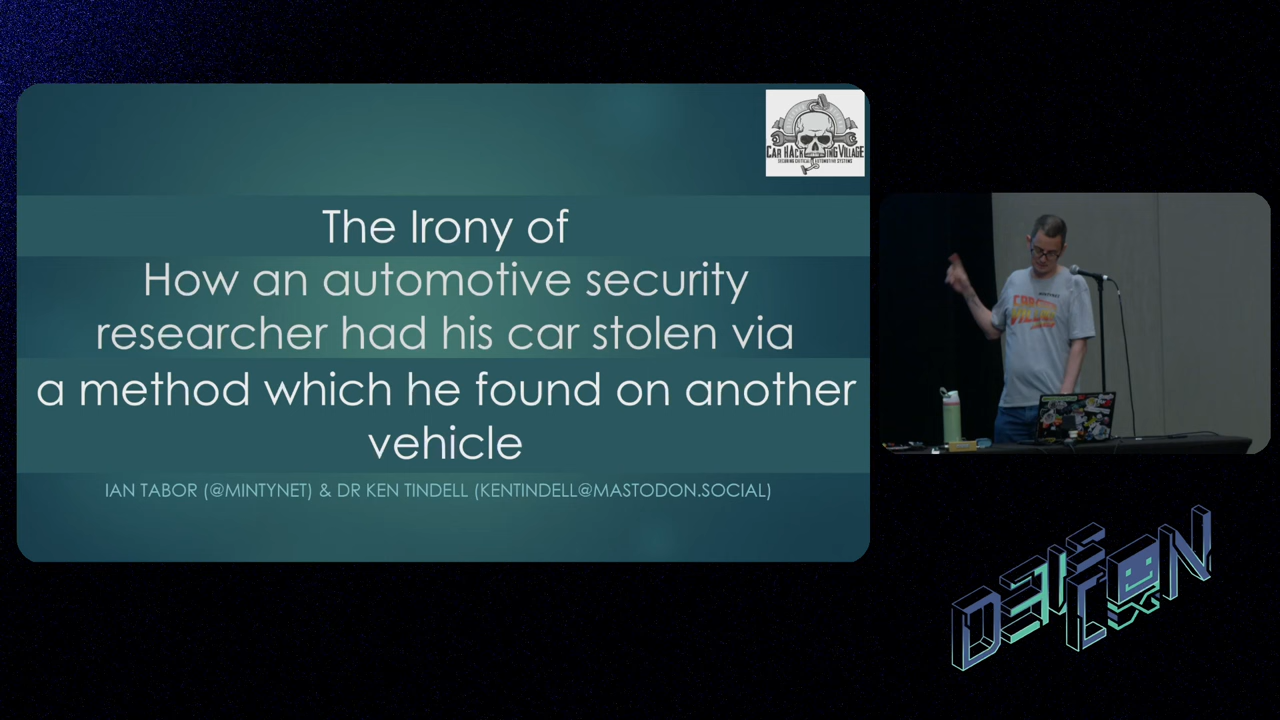 CAR HACKING VILLAGE
The Irony of
How an automotive security
researcher had his car stolen via
a method which he found on another
vehicle
IAN TABOR (@MINTYNET) & DR KEN TINDELL (KENTINDELL@MASTODON.SOCIAL)
DEF
CON